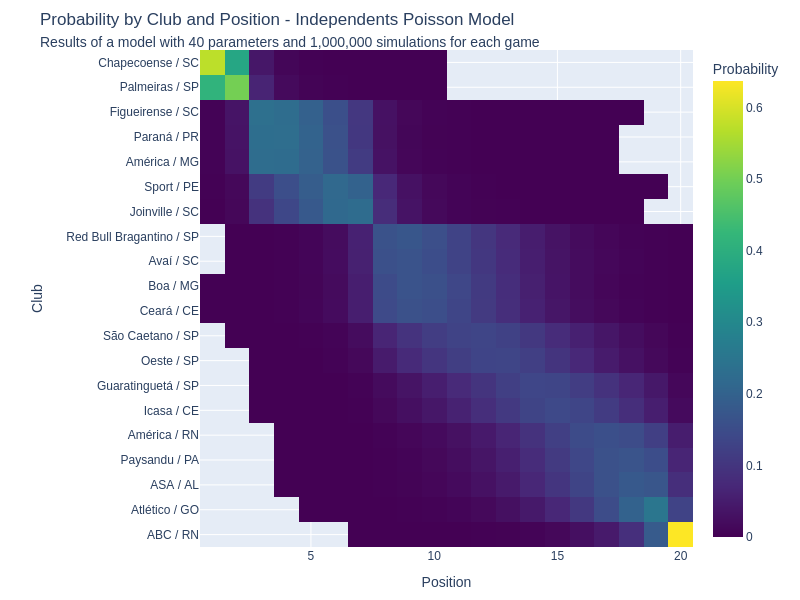 Probability by Club and Position - Independents Poisson Model
Results of a model with 40 parameters and 1,000,000 simulations for each game
Probability
Chapecoense / SC
Palmeiras / SP
Figueirense / SC
Paraná / PR
América / MG
Sport / PE
Joinville / SC
Red Bull Bragantino / SP
Avaí / SC
Boa / MG
Ceará / CE
São Caetano / SP
Oeste / SP
Guaratinguetá / SP
Icasa / CE
América / RN
Paysandu / PA
ASA / AL
Atlético / GO
ABC / RN
Club
5
10
15
20
Position
0.6
0.5
0.4
0.3
0.2
0.1
0